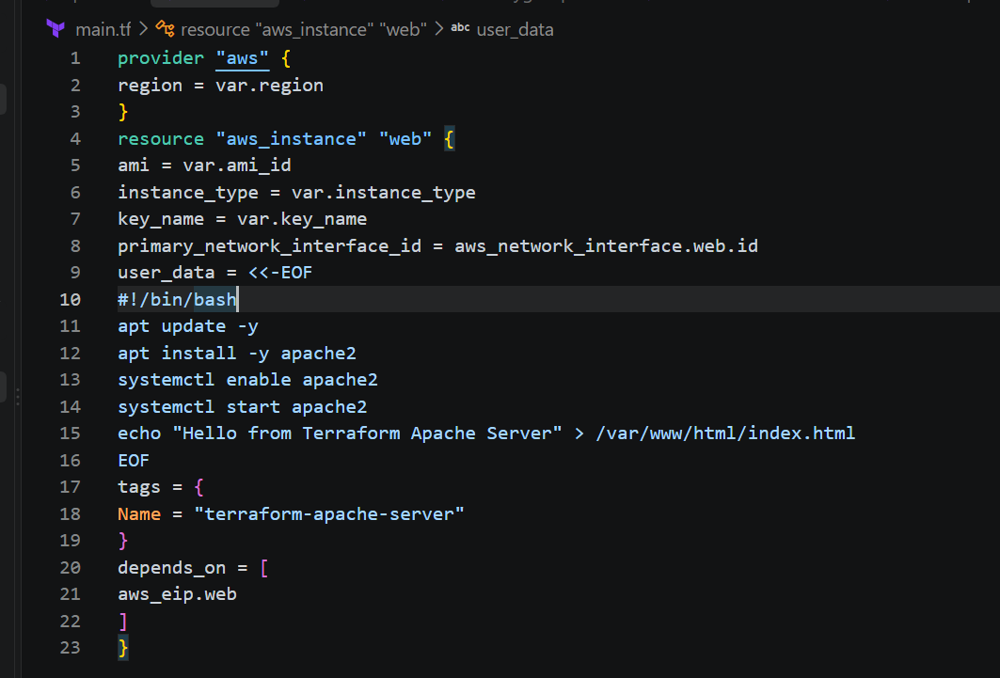 main.tf > resource "aws_instance" "web" > abc user_data
1 provider "aws" {
2 region = var.region
3 }
4 resource "aws_instance" "web" {
5 ami = var.ami_id
6 instance_type = var.instance_type
7 key_name = var.key_name
8 primary_network_interface_id = aws_network_interface.web.id
9 user_data = <<-EOF
10 #!/bin/bash
11 apt update -y
12 apt install -y apache2
13 systemctl enable apache2
14 systemctl start apache2
15 echo "Hello from Terraform Apache Server" > /var/www/html/index.html
16 EOF
17 tags = {
18 Name = "terraform-apache-server"
19 }
20 depends_on = [
21 aws_eip.web
22 ]
23 }